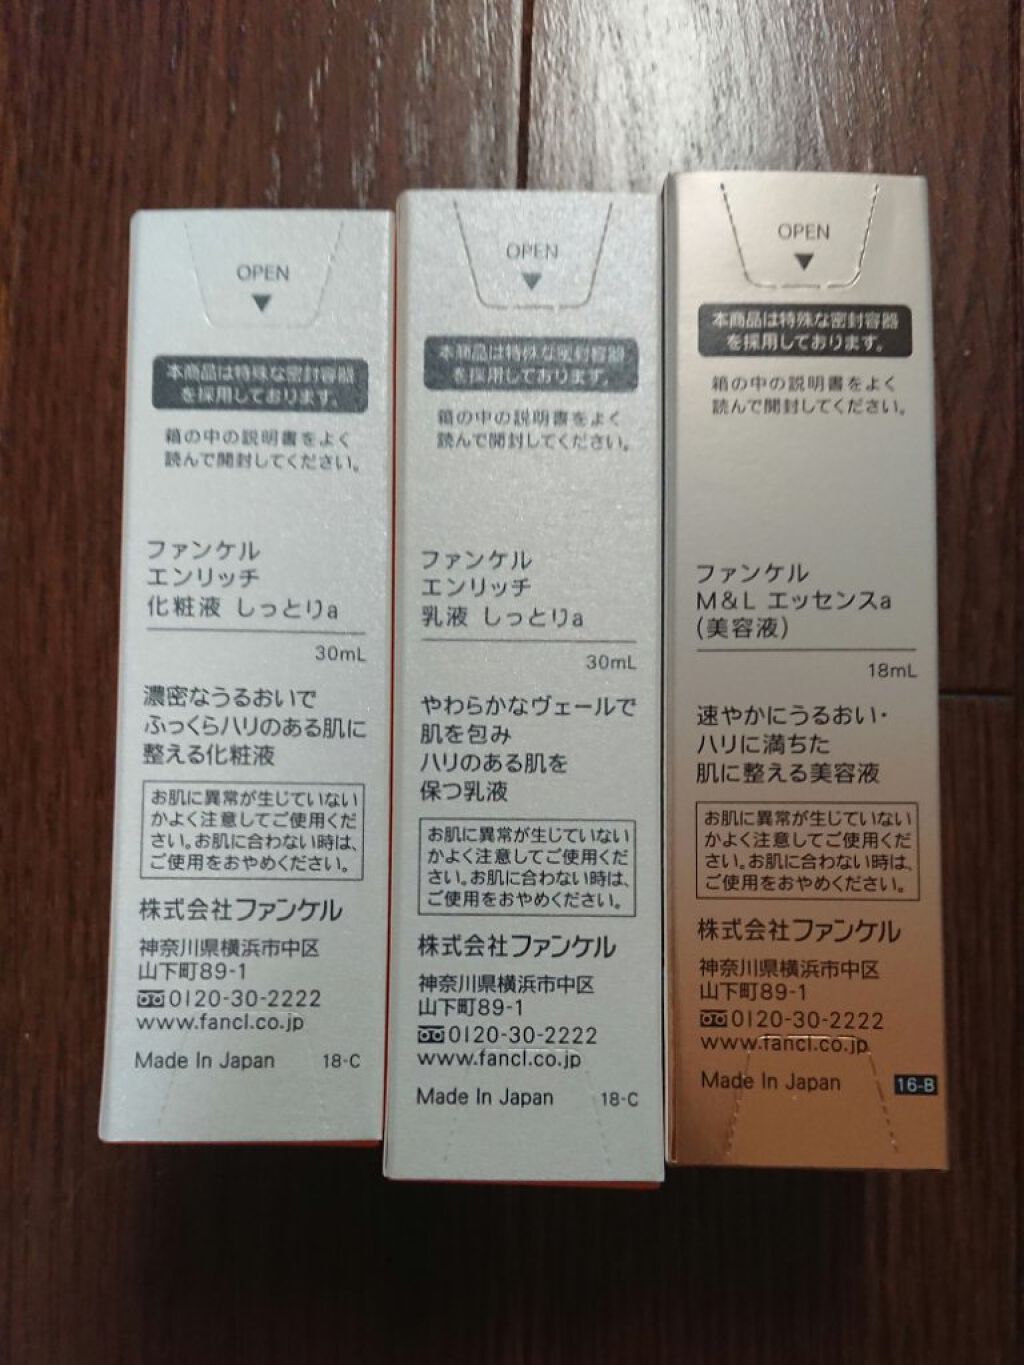 OPEN
本商品は特殊な密封容器
を採用しております。
箱の中の説明書をよく
読んで開封してください。
ファンケル
エンリッチ
化粧液 しっとりa
30mL
濃密なうるおいで
ふっくらハリのある肌に
整える化粧液
お肌に異常が生じていない
かよく注意してご使用くだ
さい。お肌に合わない時は、
ご使用をおやめください。
株式会社ファンケル
神奈川県横浜市中区
山下町89-1
0120-30-2222
www.fancl.co.jp
Made In Japan 18-C
OPEN
本商品は特殊な密封容器
を採用しております。
箱の中の説明書をよく
読んで開封してください。
ファンケル
エンリッチ
乳液 しっとりa
30mL
やわらかなヴェールで
肌を包み
ハリのある肌を
保つ乳液
お肌に異常が生じていない
かよく注意してご使用くだ
さい。お肌に合わない時は、
ご使用をおやめください。
株式会社ファンケル
神奈川県横浜市中区
山下町89-1
0120-30-2222
www.fancl.co.jp
Made In Japan 18-C
OPEN
本商品は特殊な密封容器
を採用しております。
箱の中の説明書をよく
読んで開封してください。
ファンケル
M&L エッセンスa
(美容液)
18mL
速やかにうるおい・
ハリに満ちた
肌に整える美容液
お肌に異常が生じていない
かよく注意してご使用くだ
さい。お肌に合わない時は、
ご使用をおやめください。
株式会社ファンケル
神奈川県横浜市中区
山下町89-1
0120-30-2222
www.fancl.co.jp
Made In Japan 16-B